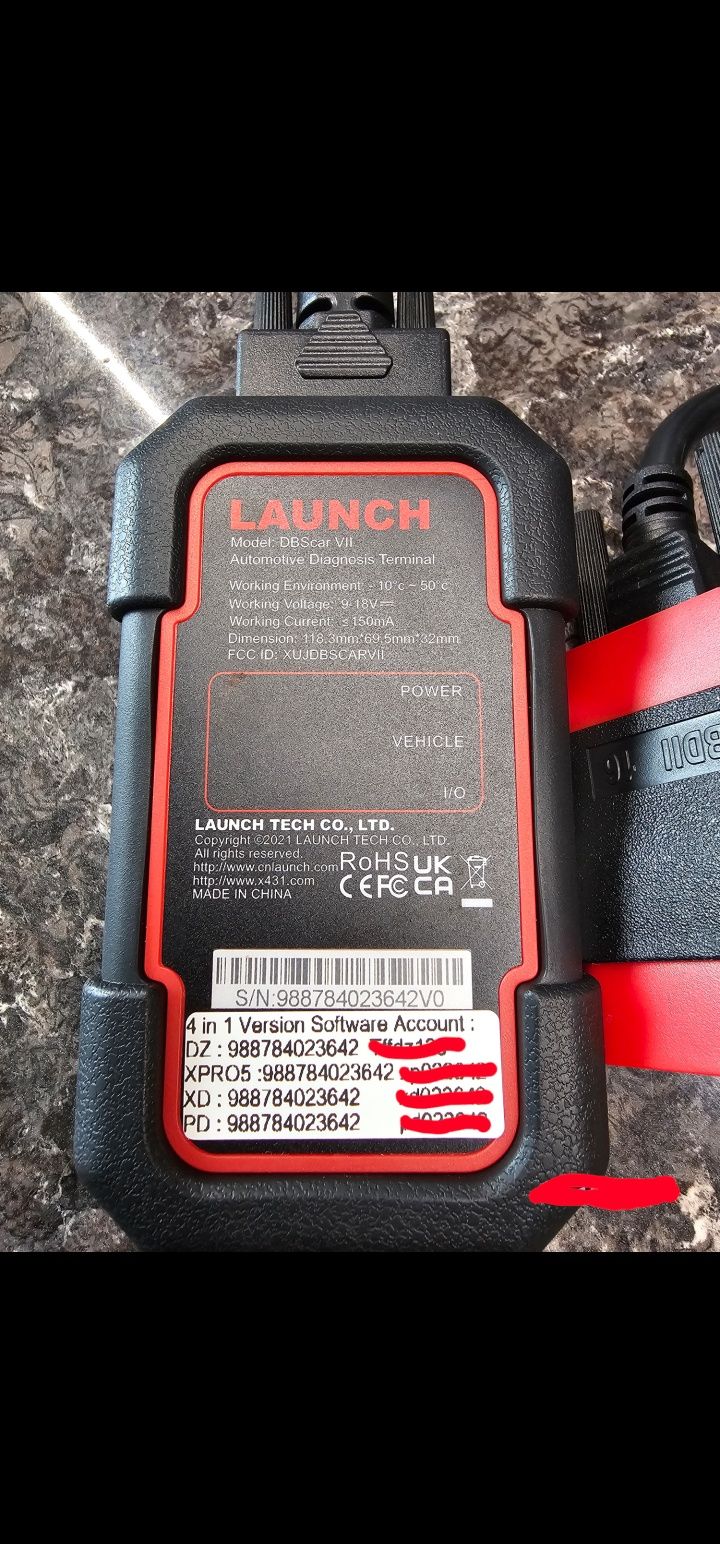 LAUNCH
Model: DBScar VII
Automotive Diagnosis Terminal
Working Environment: -10°c ~ 50°c
Working Voltage: 9-18V⎓
Working Current: ≤150mA
Dimension: 118.3mm*69.5mm*32mm
FCC ID: XUJDBSCARVII
POWER
VEHICLE
I/O
LAUNCH TECH CO., LTD.
Copyright ©2021 LAUNCH TECH CO., LTD.
All rights reserved.
http://www.cnlaunch.com
http://www.x431.com
MADE IN CHINA
RoHS UK
CE FC CA
S/N:988784023642V0
4 in 1 Version Software Account :
DZ : 988784023642
XPRO5 :988784023642
XD : 988784023642
PD : 988784023642
16